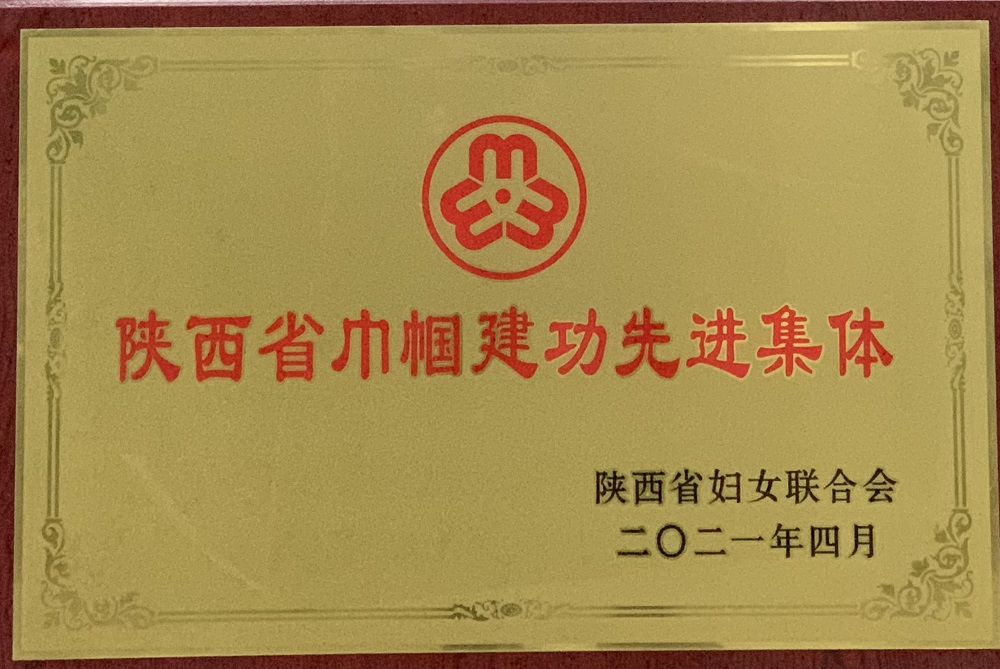 陕西省巾帼建功先进集体
陕西省妇女联合会
二〇二一年四月